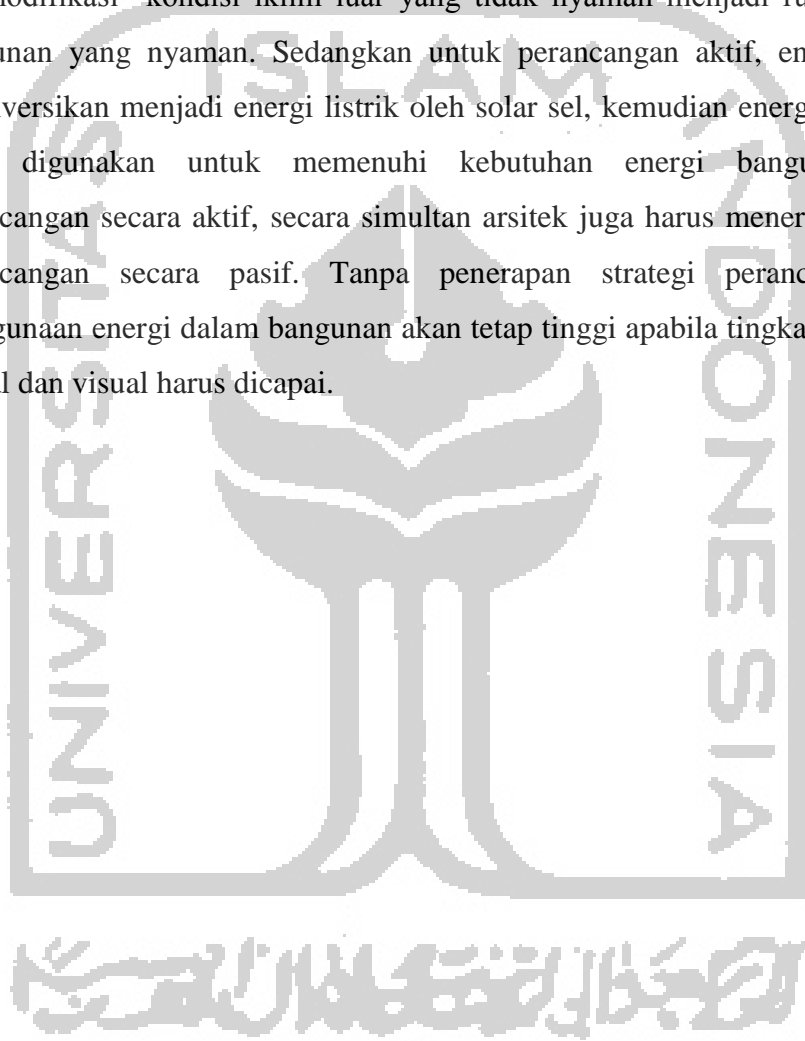 odifikasi kondisi iklim luar yang tidak nyaman menjadi ru
unan yang nyaman. Sedangkan untuk perancangan aktif, en
versikan menjadi energi listrik oleh solar sel, kemudian energ
digunakan untuk memenuhi kebutuhan energi bangu
cangan secara aktif, secara simultan arsitek juga harus mener
cangan secara pasif. Tanpa penerapan strategi peranc
gunaan energi dalam bangunan akan tetap tinggi apabila tingka
l dan visual harus dicapai.
UNIVERSITAS
ISLAM
INDONESIA